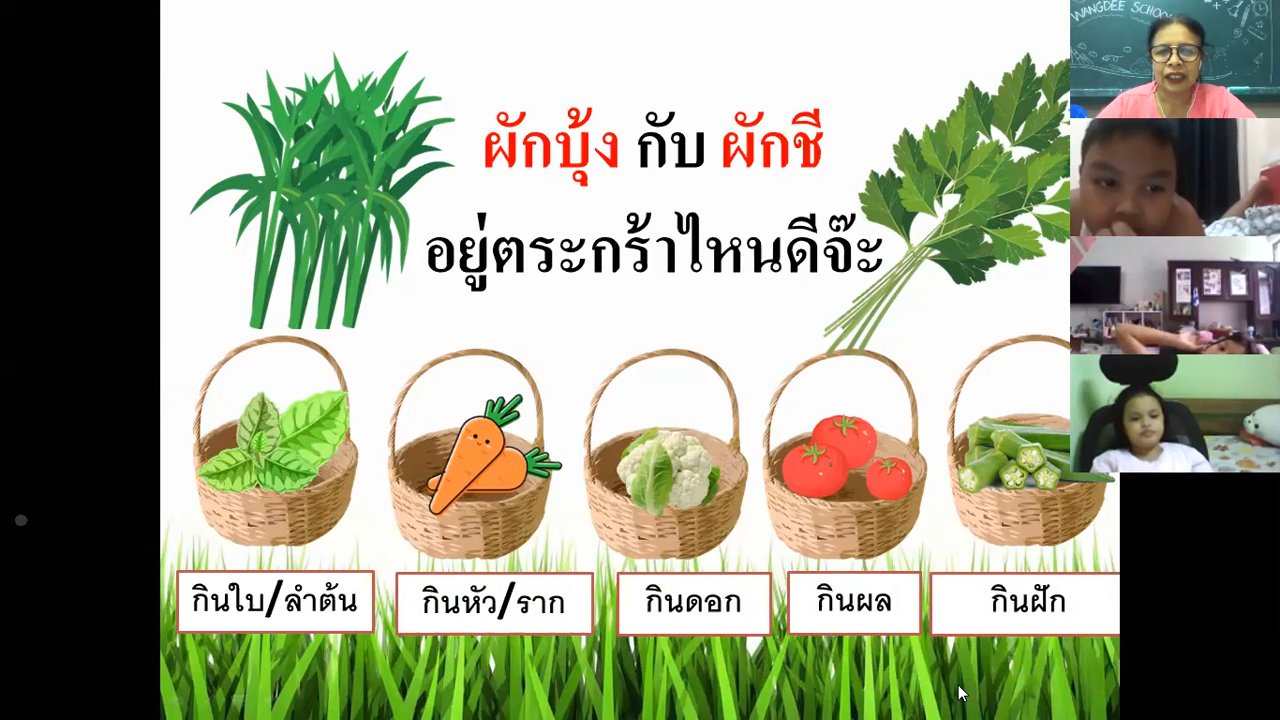 WANGDEE SCHOOL
ผักบุ้ง กับ ผักชี
อยู่ตระกร้าไหนดีจ๊ะ
กินใบ/ลำต้น
กินหัว/ราก
กินดอก
กินผล
กินฝัก